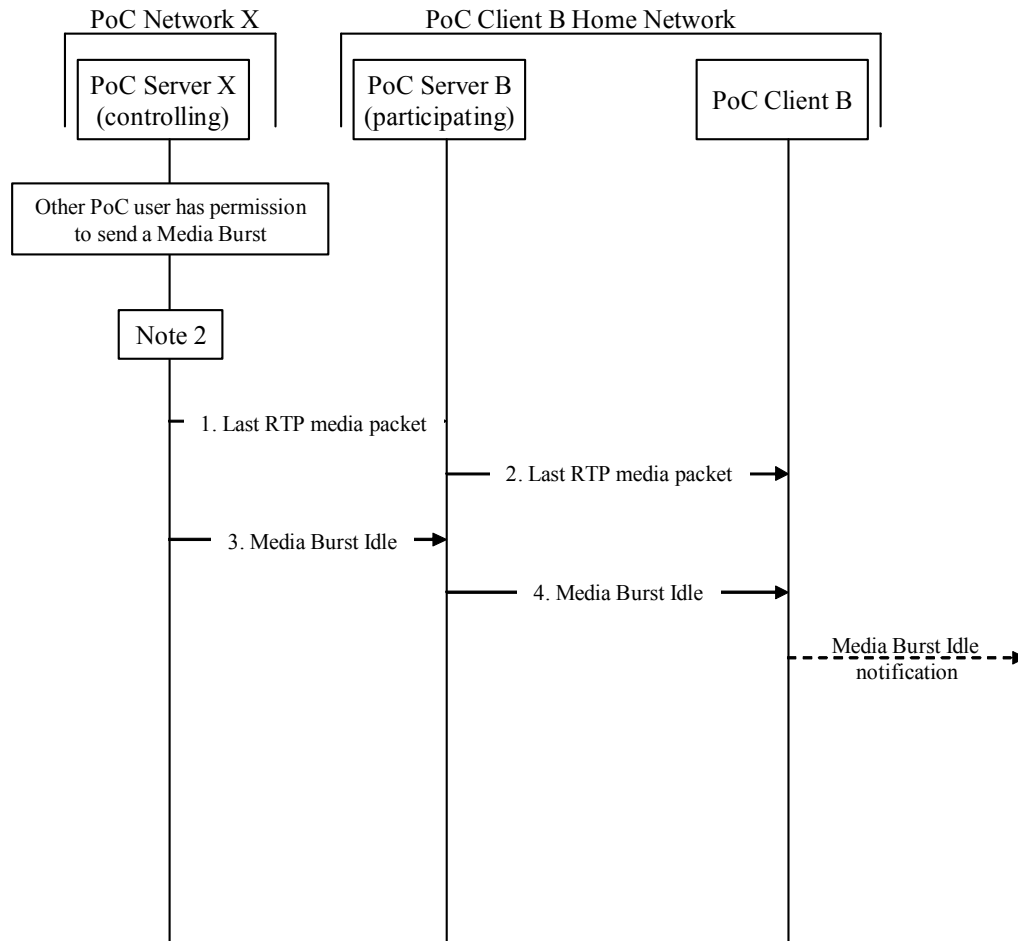 PoC Network X
PoC Client B Home Network
PoC Server X
(controlling)
PoC Server B
(participating)
PoC Client B
Other PoC user has permission
to send a Media Burst
Note 2
1. Last RTP media packet
2. Last RTP media packet
3. Media Burst Idle
4. Media Burst Idle
Media Burst Idle
notification